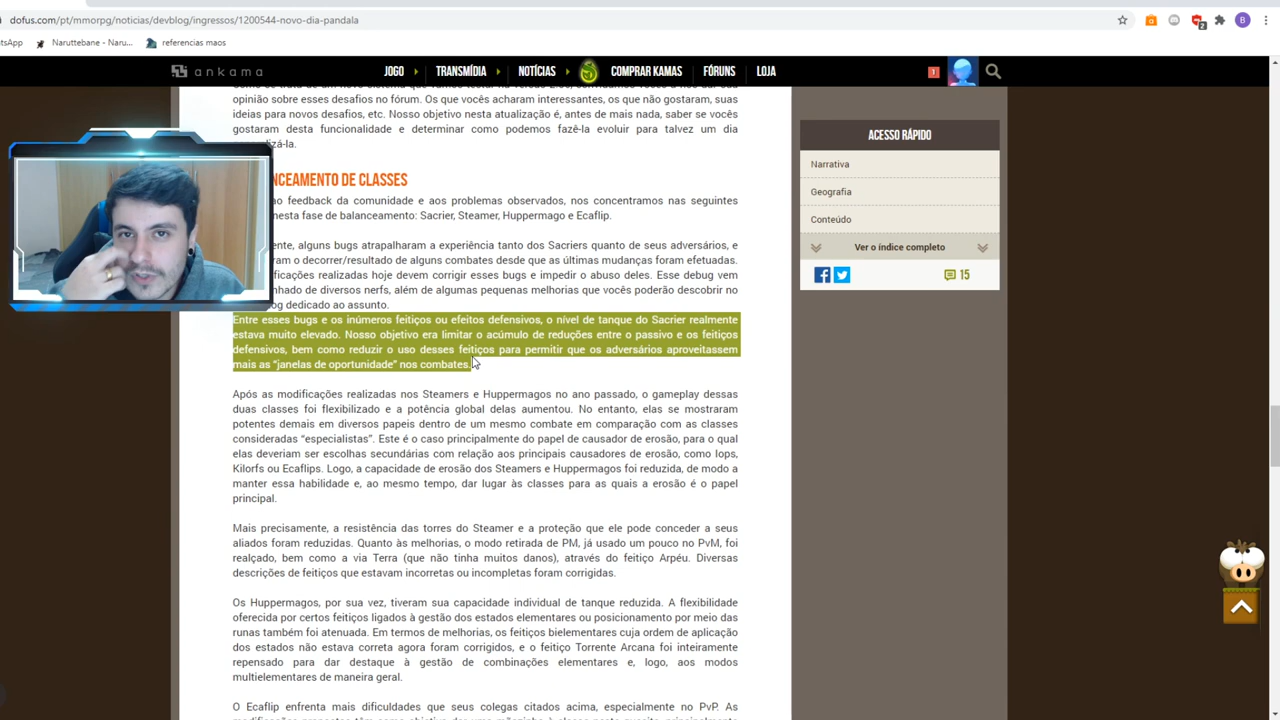 dofus.com/pt/mmorpg/noticias/devblog/ingressos/1200544-novo-dia-pandala
B
tsApp
Naruttebane - Naru...
referencias maos
ankama
JOGO
TRANSMÍDIA
NOTÍCIAS
COMPRAR KAMAS
FÓRUNS
LOJA
1
2
opinião sobre esses desafios no fórum. Os que vocês acharam interessantes, os que não gostaram, suas
ideias para novos desafios, etc. Nosso objetivo nesta atualização é, antes de mais nada, saber se vocês
gostaram desta funcionalidade e determinar como podemos fazê-la evoluir para talvez um dia
izá-la.
NCEAMENTO DE CLASSES
ao feedback da comunidade e aos problemas observados, nos concentramos nas seguintes
nesta fase de balanceamento: Sacrier, Steamer, Huppermago e Ecaflip.
ente, alguns bugs atrapalharam a experiência tanto dos Sacriers quanto de seus adversários, e
ram o decorrer/resultado de alguns combates desde que as últimas mudanças foram efetuadas.
ificações realizadas hoje devem corrigir esses bugs e impedir o abuso deles. Esse debug vem
nhado de diversos nerfs, além de algumas pequenas melhorias que vocês poderão descobrir no
og dedicado ao assunto.
Entre esses bugs e os inúmeros feitiços ou efeitos defensivos, o nível de tanque do Sacrier realmente
estava muito elevado. Nosso objetivo era limitar o acúmulo de reduções entre o passivo e os feitiços
defensivos, bem como reduzir o uso desses feitiços para permitir que os adversários aproveitassem
mais as "janelas de oportunidade" nos combates.
Após as modificações realizadas nos Steamers e Huppermagos no ano passado, o gameplay dessas
duas classes foi flexibilizado e a potência global delas aumentou. No entanto, elas se mostraram
potentes demais em diversos papeis dentro de um mesmo combate em comparação com as classes
consideradas "especialistas". Este é o caso principalmente do papel de causador de erosão, para o qual
elas deveriam ser escolhas secundárias com relação aos principais causadores de erosão, como Iops,
Kilorfs ou Ecaflips. Logo, a capacidade de erosão dos Steamers e Huppermagos foi reduzida, de modo a
manter essa habilidade e, ao mesmo tempo, dar lugar às classes para as quais a erosão é o papel
principal.
Mais precisamente, a resistência das torres do Steamer e a proteção que ele pode conceder a seus
aliados foram reduzidas. Quanto às melhorias, o modo retirada de PM, já usado um pouco no PvM, foi
realçado, bem como a via Terra (que não tinha muitos danos), através do feitiço Arpéu. Diversas
descrições de feitiços que estavam incorretas ou incompletas foram corrigidas.
Os Huppermagos, por sua vez, tiveram sua capacidade individual de tanque reduzida. A flexibilidade
oferecida por certos feitiços ligados à gestão dos estados elementares ou posicionamento por meio das
runas também foi atenuada. Em termos de melhorias, os feitiços bielementares cuja ordem de aplicação
dos estados não estava correta agora foram corrigidos, e o feitiço Torrente Arcana foi inteiramente
repensado para dar destaque à gestão de combinações elementares e, logo, aos modos
multielementares de maneira geral.
O Ecaflip enfrenta mais dificuldades que seus colegas citados acima, especialmente no PvP. As
ACESSO RÁPIDO
Narrativa
Geografia
Conteúdo
Ver o índice completo
15